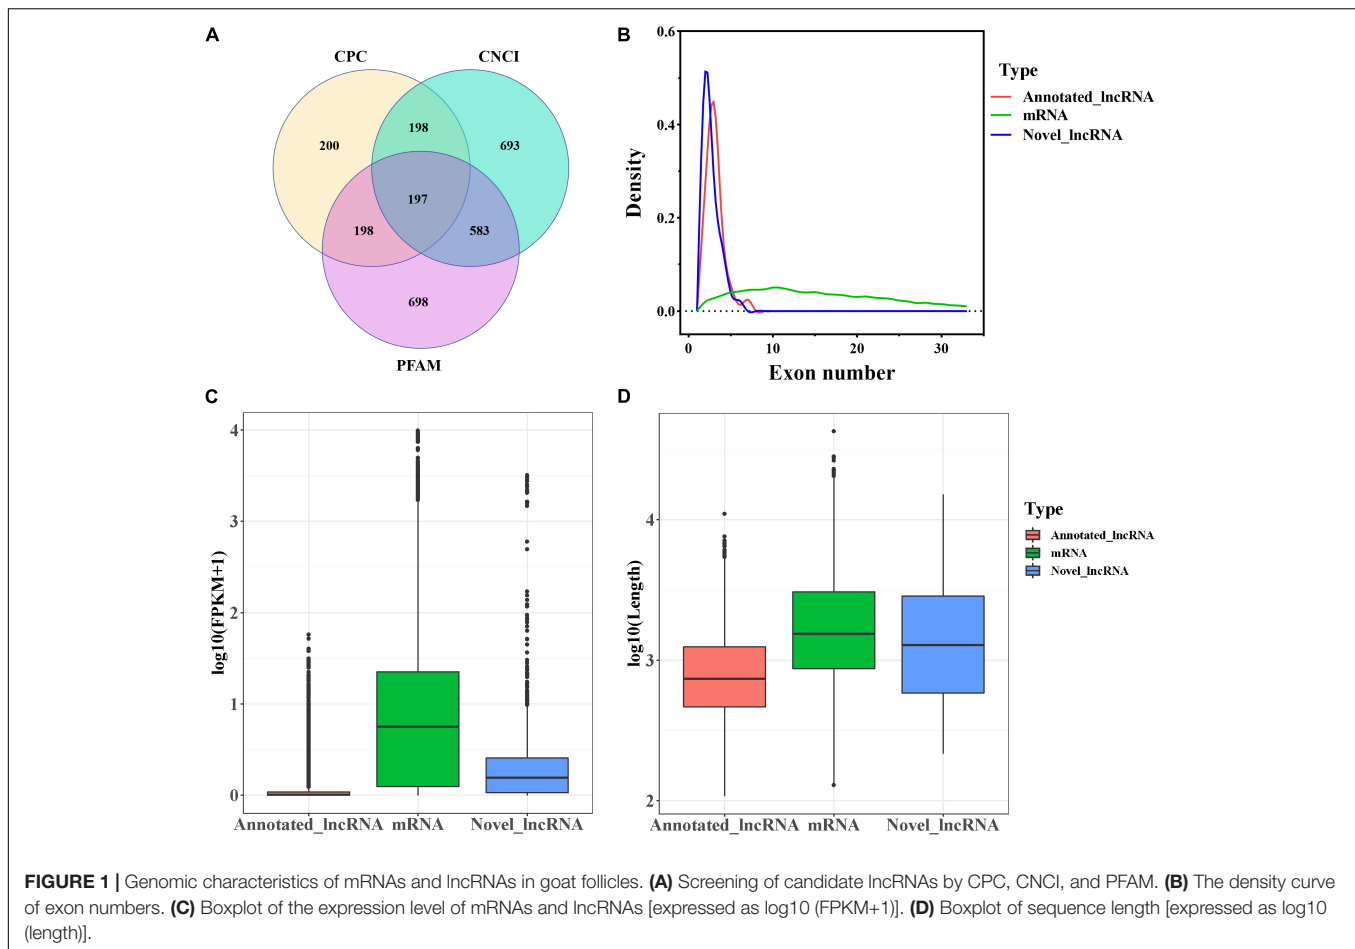 A
CPC
CNCI
200
198
693
197
198
583
698
PFAM
B
0.6
0.4
0.2
0.0
Density
0
10
20
30
Exon number
Type
Annotated_lncRNA
mRNA
Novel_lncRNA
C
4
3
2
1
0
log10(FPKM+1)
Annotated_lncRNA
mRNA
Novel_lncRNA
D
4
3
2
log10(Length)
Annotated_lncRNA
mRNA
Novel_lncRNA
Type
Annotated_lncRNA
mRNA
Novel_lncRNA
FIGURE 1 | Genomic characteristics of mRNAs and lncRNAs in goat follicles. (A) Screening of candidate lncRNAs by CPC, CNCI, and PFAM. (B) The density curve
of exon numbers. (C) Boxplot of the expression level of mRNAs and lncRNAs [expressed as log10 (FPKM+1)]. (D) Boxplot of sequence length [expressed as log10
(length)].